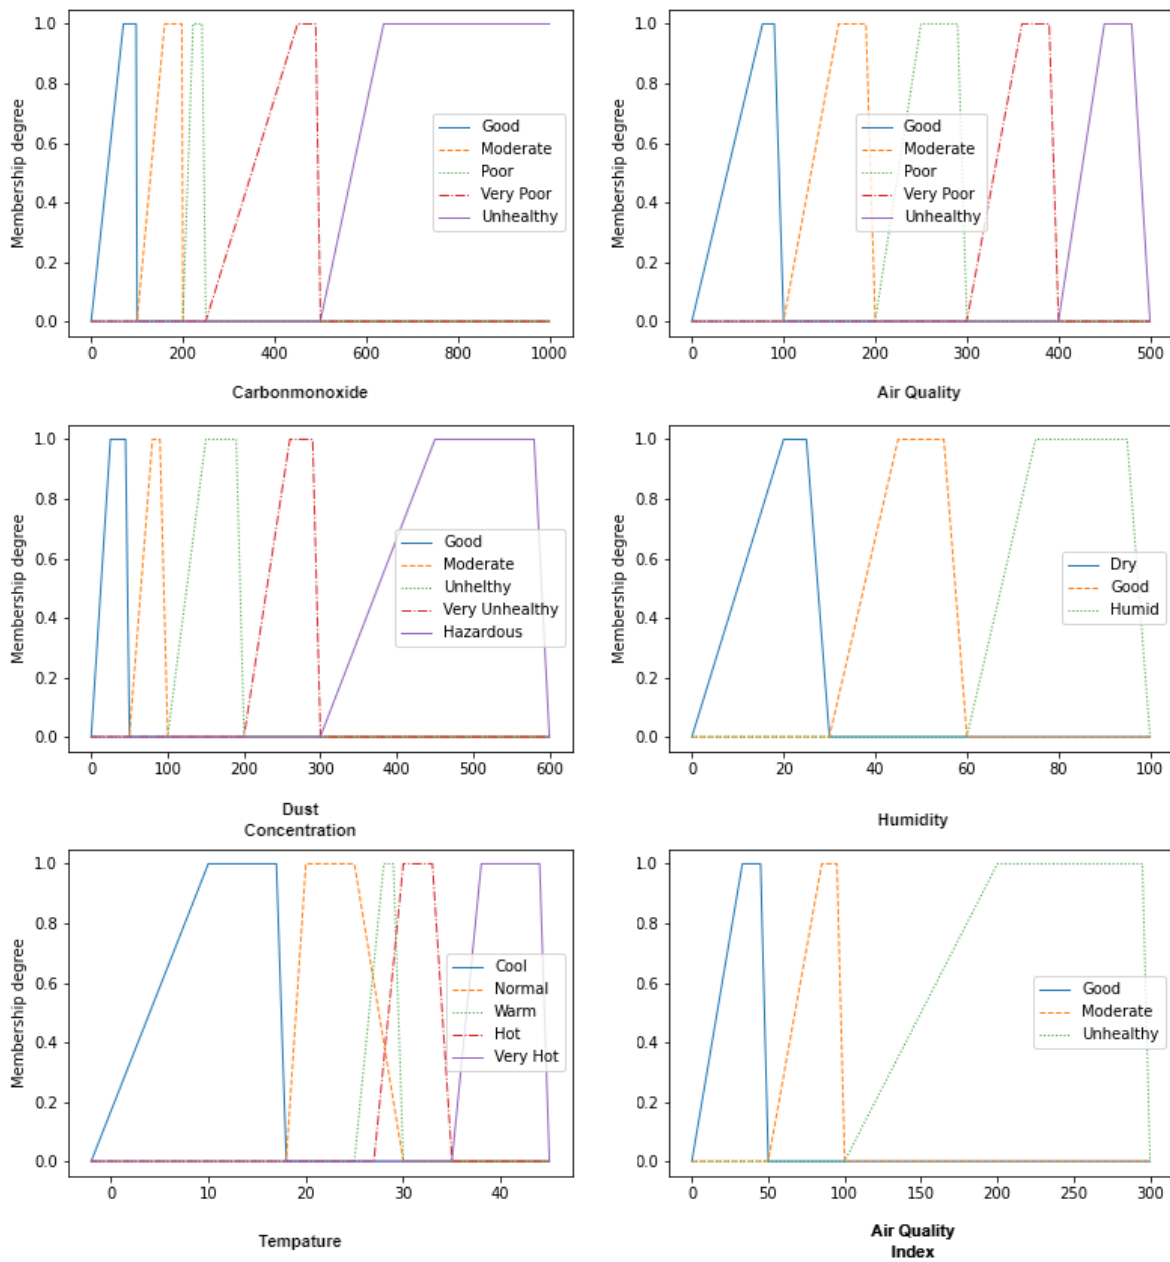 Membership degree
1.0
0.8
0.6
0.4
0.2
0.0
Good
Moderate
Poor
Very Poor
Unhealthy
0
200
400
600
800
1000
Carbonmonoxide
Membership degree
1.0
0.8
0.6
0.4
0.2
0.0
Good
Moderate
Poor
Very Poor
Unhealthy
0
100
200
300
400
500
Air Quality
Membership degree
1.0
0.8
0.6
0.4
0.2
0.0
Good
Moderate
Unhelthy
Very Unhealthy
Hazardous
0
100
200
300
400
500
600
Dust
Concentration
Membership degree
1.0
0.8
0.6
0.4
0.2
0.0
Dry
Good
Humid
0
20
40
60
80
100
Humidity
Membership degree
1.0
0.8
0.6
0.4
0.2
0.0
Cool
Normal
Warm
Hot
Very Hot
0
10
20
30
40
Tempature
Membership degree
1.0
0.8
0.6
0.4
0.2
0.0
Good
Moderate
Unhealthy
0
50
100
150
200
250
300
Air Quality
Index